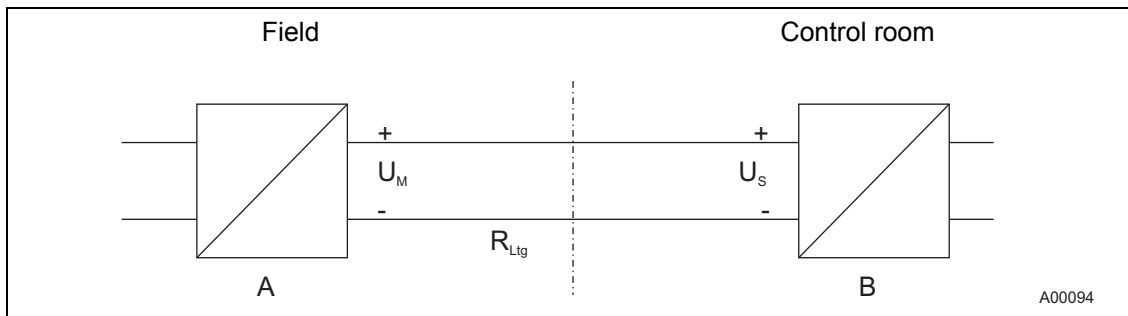 Field Control room
+ +
U_M U_S
- -
R_Ltg
A B
A00094